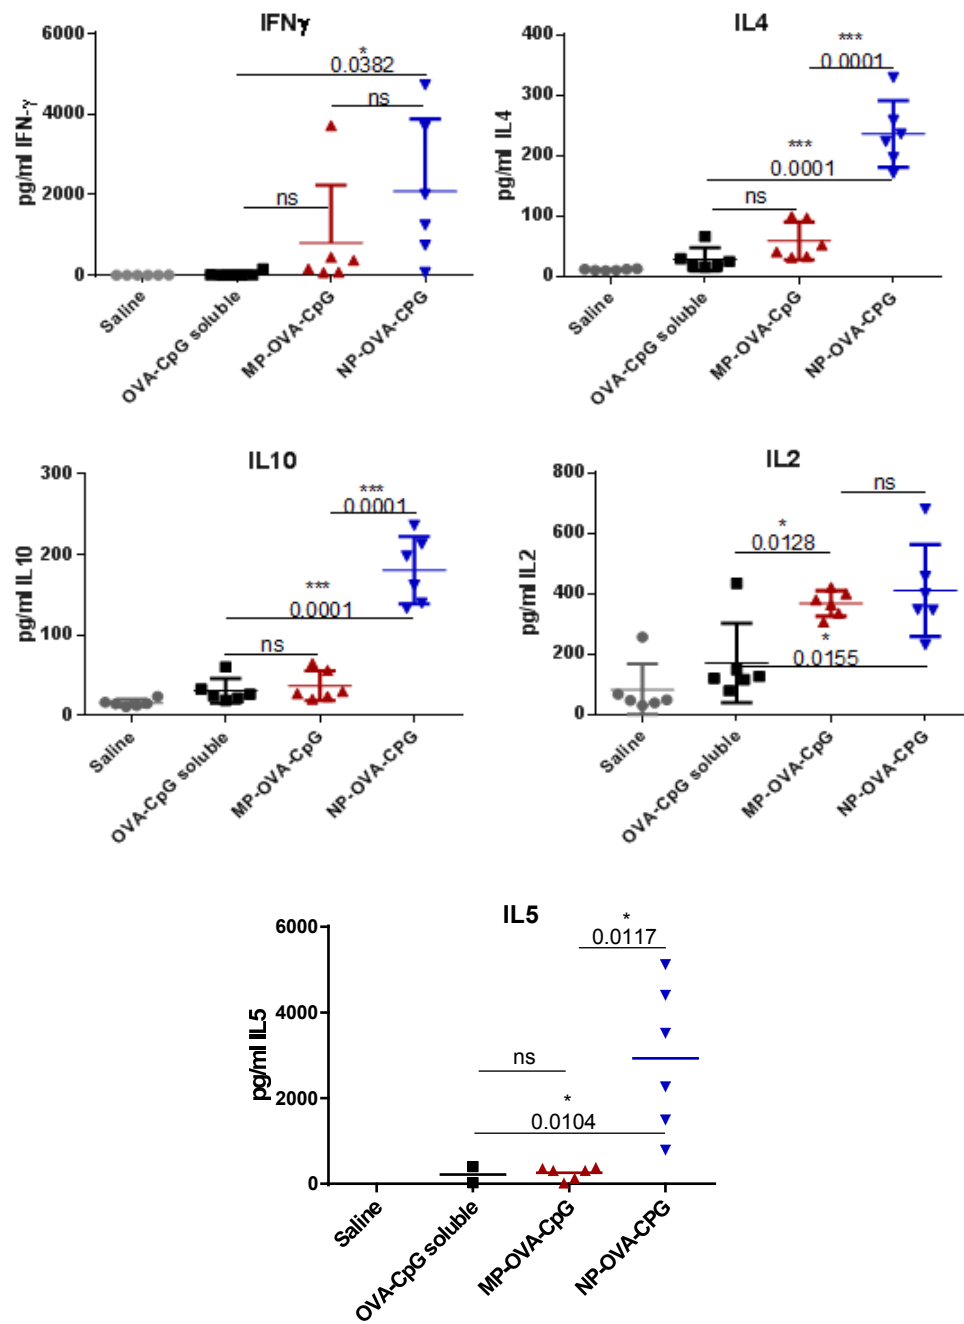 IFNγ
pg/ml IFN-γ
6000
4000
2000
0
*
0.0382
ns
ns
Saline
OVA-CpG soluble
MP-OVA-CpG
NP-OVA-CPG
IL4
pg/ml IL4
400
300
200
100
0
***
0.0001
***
0.0001
ns
Saline
OVA-CpG soluble
MP-OVA-CpG
NP-OVA-CPG
IL10
pg/ml IL10
300
200
100
0
***
0.0001
***
0.0001
ns
Saline
OVA-CpG soluble
MP-OVA-CpG
NP-OVA-CPG
IL2
pg/ml IL2
800
600
400
200
0
ns
*
0.0128
*
0.0155
Saline
OVA-CpG soluble
MP-OVA-CpG
NP-OVA-CPG
IL5
pg/ml IL5
6000
4000
2000
0
*
0.0117
ns
*
0.0104
Saline
OVA-CpG soluble
MP-OVA-CpG
NP-OVA-CPG